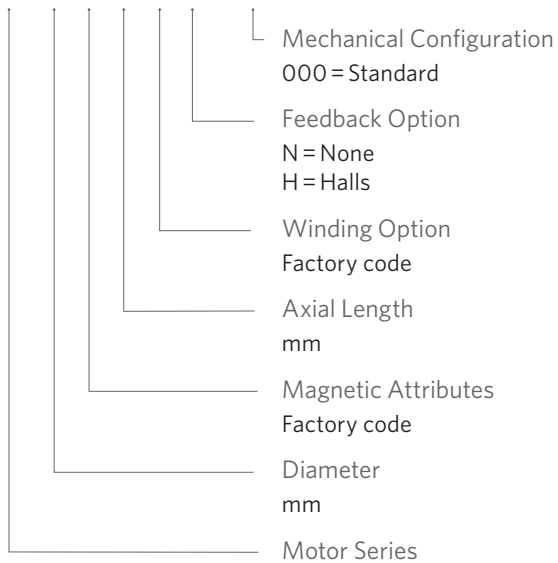 Mechanical Configuration
000 = Standard
Feedback Option
N = None
H = Halls
Winding Option
Factory code
Axial Length
mm
Magnetic Attributes
Factory code
Diameter
mm
Motor Series